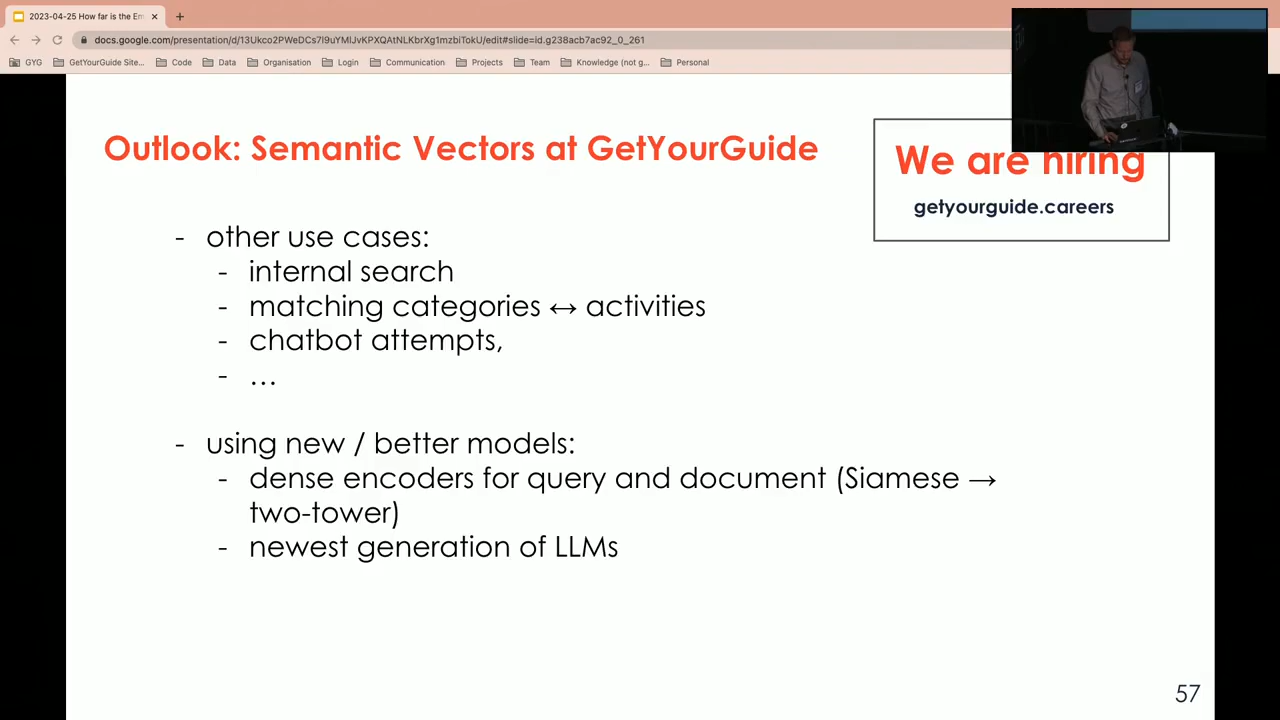 2023-04-25 How far is the Em
docs.google.com/presentation/d/13Ukco2PWeDCs7I9uYMlJvKPXQAtNLKbrXg1mzbITokU/edit#slide=id.g238acb7ac92_0_261
GYG GetYourGuide Site... Code Data Organisation Login Communication Projects Team Knowledge (not g... Personal
Outlook: Semantic Vectors at GetYourGuide
We are hiring
getyourguide.careers
- other use cases:
- internal search
- matching categories ↔ activities
- chatbot attempts,
- …
- using new / better models:
- dense encoders for query and document (Siamese →
two-tower)
- newest generation of LLMs
57